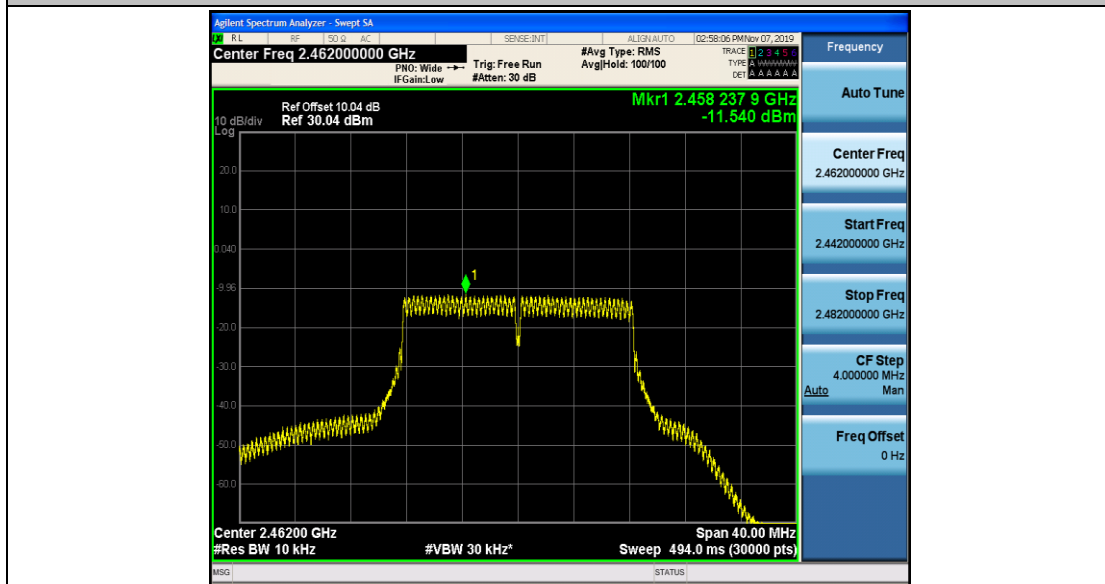 Agilent Spectrum Analyzer - Swept SA
RL RF 50 Ω AC SENSE:INT ALIGN AUTO 02:58:06 PM Nov 07, 2019
Center Freq 2.462000000 GHz
PNO: Wide
IFGain:Low
Trig: Free Run
#Atten: 30 dB
#Avg Type: RMS
Avg|Hold: 100/100
TRACE 1 2 3 4 5 6
TYPE A WWWWW
DET A A A A A A
Frequency
Mkr1 2.458 237 9 GHz
-11.540 dBm
Ref Offset 10.04 dB
10 dB/div Ref 30.04 dBm
Log
20.0
10.0
0.040
-9.96
-20.0
-30.0
-40.0
-50.0
-60.0
1
Center 2.46200 GHz
Span 40.00 MHz
#Res BW 10 kHz
#VBW 30 kHz*
Sweep 494.0 ms (30000 pts)
MSG
STATUS
Auto Tune
Center Freq
2.462000000 GHz
Start Freq
2.442000000 GHz
Stop Freq
2.482000000 GHz
CF Step
4.000000 MHz
Auto Man
Freq Offset
0 Hz